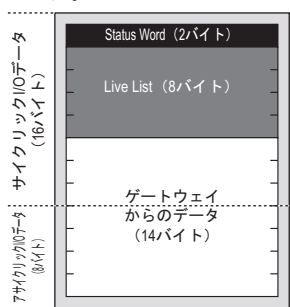 サイクリックI/Oデータ
(16バイト)
アサイクリックI/Oデータ
(8バイト)
Status Word(2バイト)
Live List(8バイト)
ゲートウェイ
からのデータ
(14バイト)